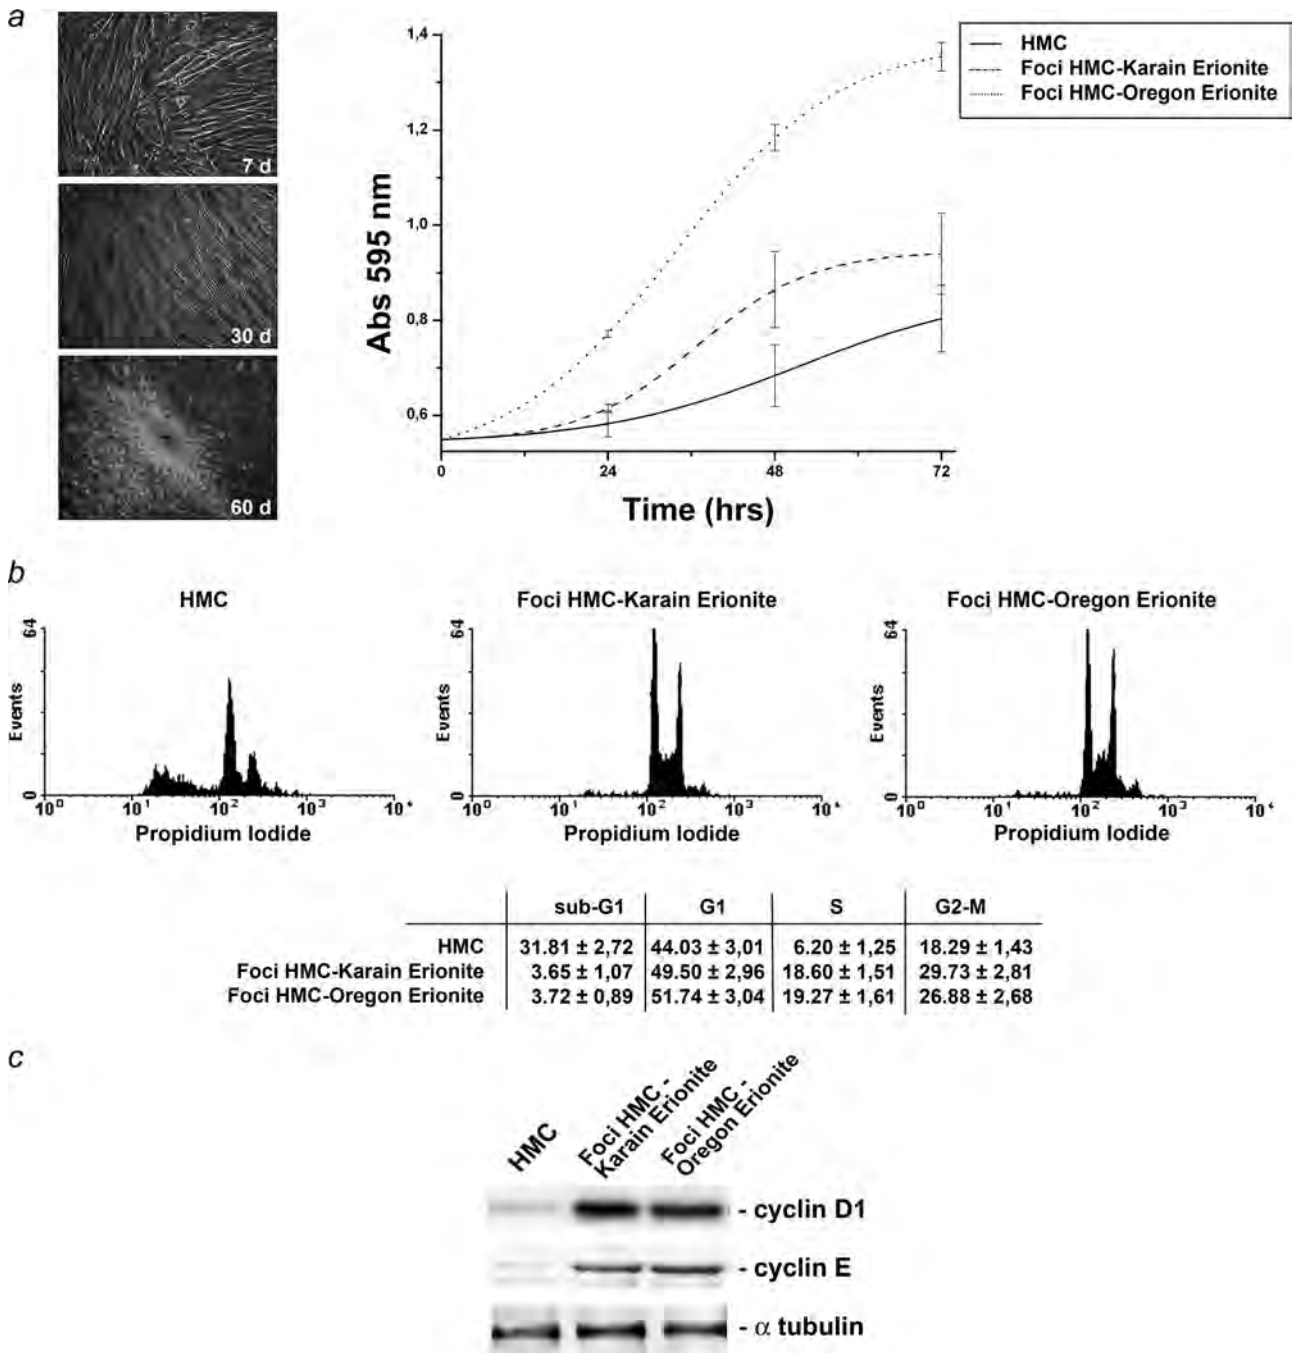 a
7 d
30 d
60 d
1,4
1,2
1,0
0,8
0,6
Abs 595 nm
0 24 48 72
Time (hrs)
HMC
Foci HMC-Karain Erionite
Foci HMC-Oregon Erionite
b
HMC
64
Events
0
10⁰ 10¹ 10² 10³ 10⁴
Propidium Iodide
Foci HMC-Karain Erionite
64
Events
0
10⁰ 10¹ 10² 10³ 10⁴
Propidium Iodide
Foci HMC-Oregon Erionite
64
Events
0
10⁰ 10¹ 10² 10³ 10⁴
Propidium Iodide
sub-G1 G1 S G2-M
HMC 31.81 ± 2,72 44.03 ± 3,01 6.20 ± 1,25 18.29 ± 1,43
Foci HMC-Karain Erionite 3.65 ± 1,07 49.50 ± 2,96 18.60 ± 1,51 29.73 ± 2,81
Foci HMC-Oregon Erionite 3.72 ± 0,89 51.74 ± 3,04 19.27 ± 1,61 26.88 ± 2,68
c
HMC
Foci HMC -
Karain Erionite
Foci HMC -
Oregon Erionite
- cyclin D1
- cyclin E
- α tubulin